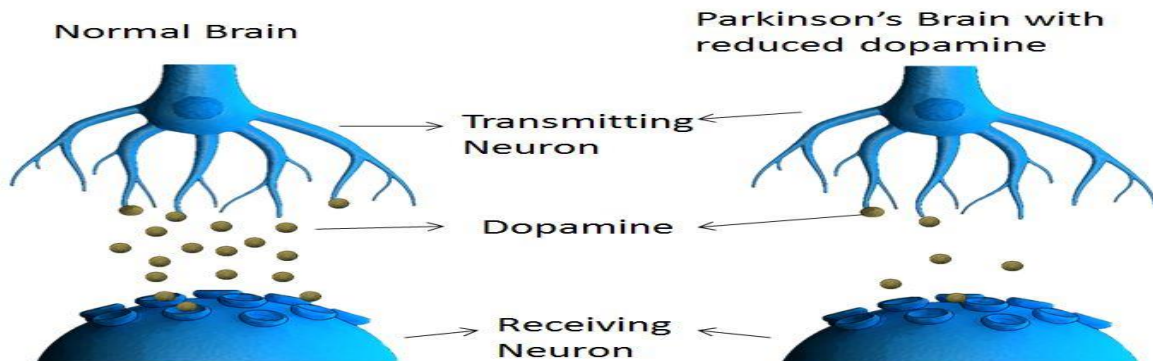 Normal Brain
Parkinson's Brain with
reduced dopamine
Transmitting
Neuron
Dopamine
Receiving
Neuron